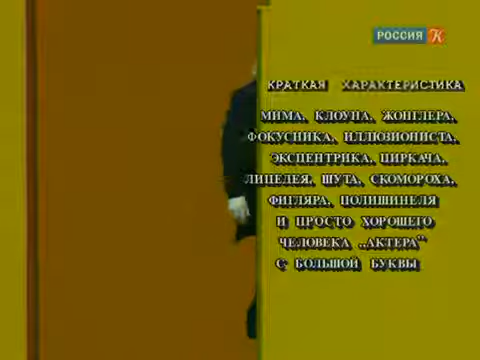 РОССИЯ К
КРАТКАЯ ХАРАКТЕРИСТИКА
МИМА, КЛОУНА, ЖОНГЛЕРА,
ФОКУСНИКА, ИЛЛЮЗИОНИСТА,
ЭКСЦЕНТРИКА, ЦИРКАЧА,
ЛИЦЕДЕЯ, ШУТА, СКОМОРОХА,
ФИГЛЯРА, ПОЛИШИНЕЛЯ
И ПРОСТО ХОРОШЕГО
ЧЕЛОВЕКА „АКТЕРА"
С БОЛЬШОЙ БУКВЫ